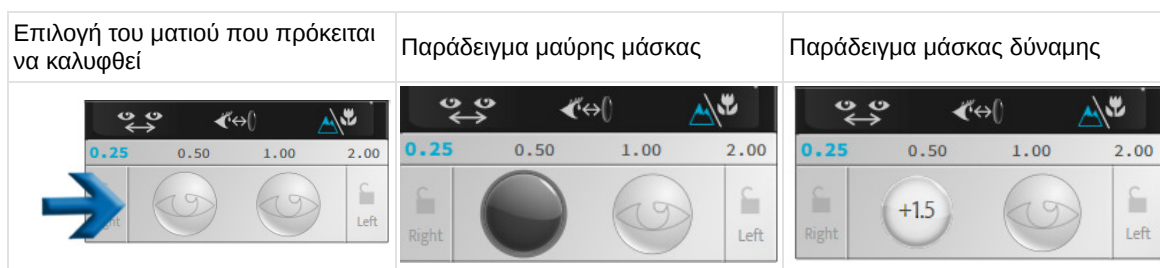 Επιλογή του ματιού που πρόκειται
να καλυφθεί
Παράδειγμα μαύρης μάσκας
Παράδειγμα μάσκας δύναμης
0.25 0.50 1.00 2.00
Left
0.25 0.50 1.00 2.00
Right Left
0.25 0.50 1.00 2.00
+1.5
Right Left